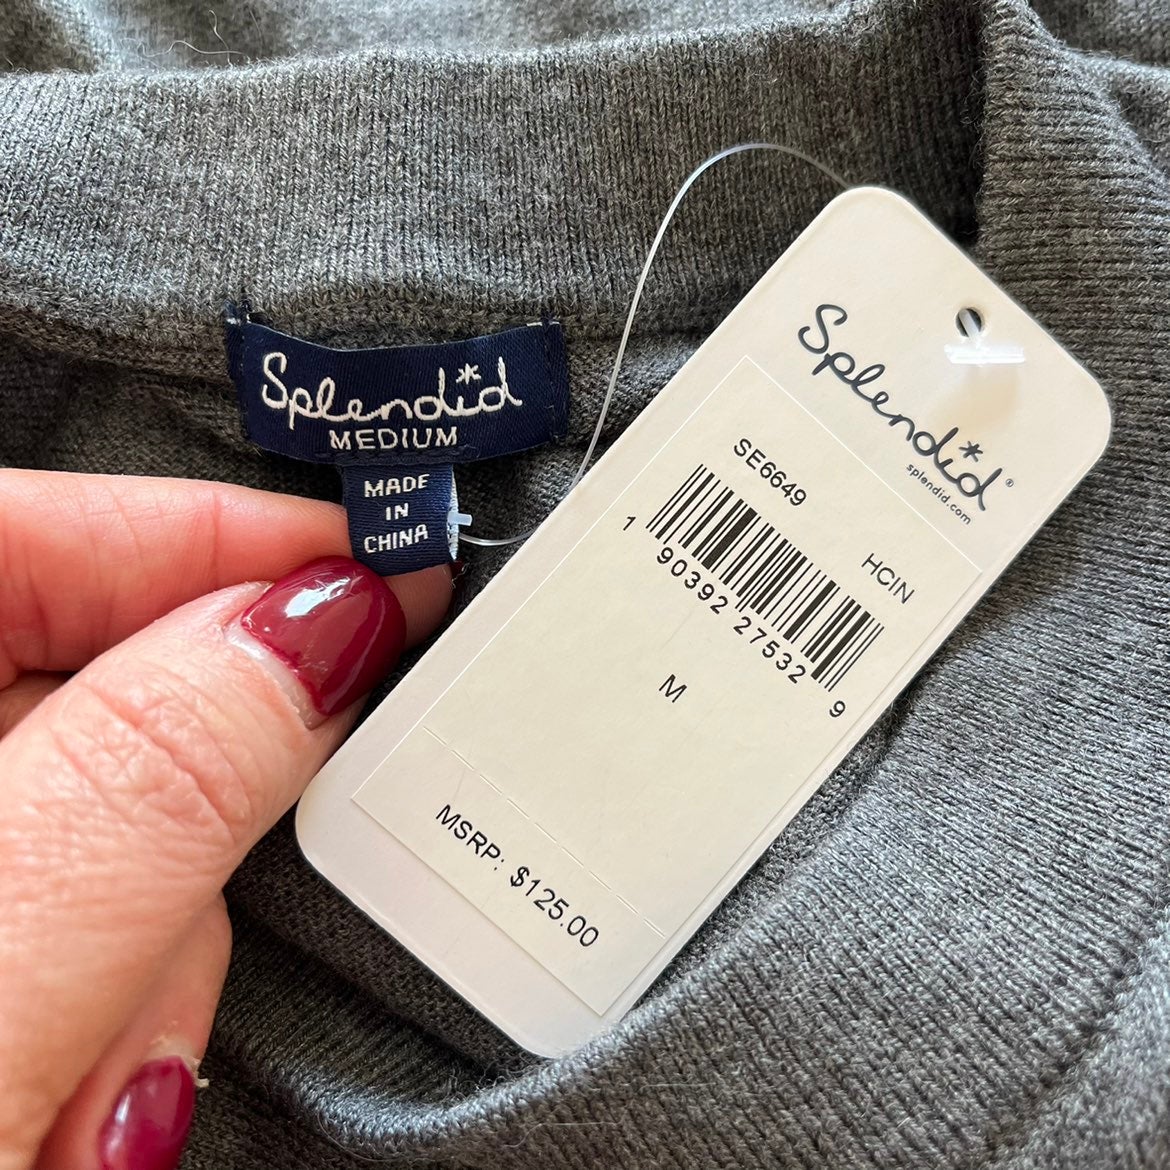 Splendid
MEDIUM
MADE
IN
CHINA
Splendid®
splendid.com
SE6649
HCIN
1 90392 27532 9
M
MSRP: $125.00